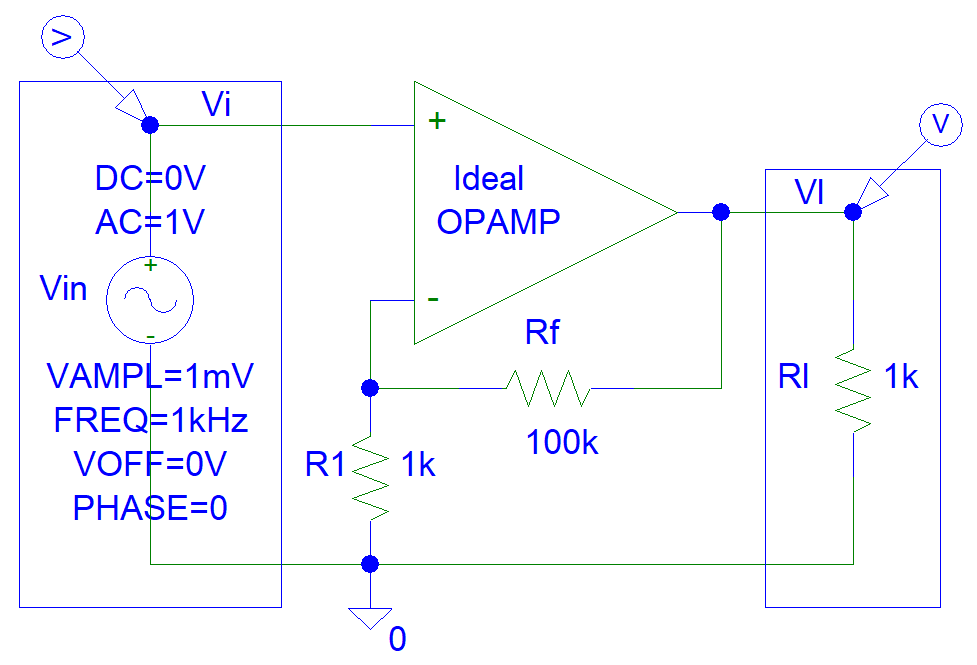 V
Vi
V
DC=0V
AC=1V
Ideal
OPAMP
+
-
Vl
+
Vin
-
VAMPL=1mV
FREQ=1kHz
VOFF=0V
PHASE=0
Rf
100k
R1 1k
Rl 1k
0